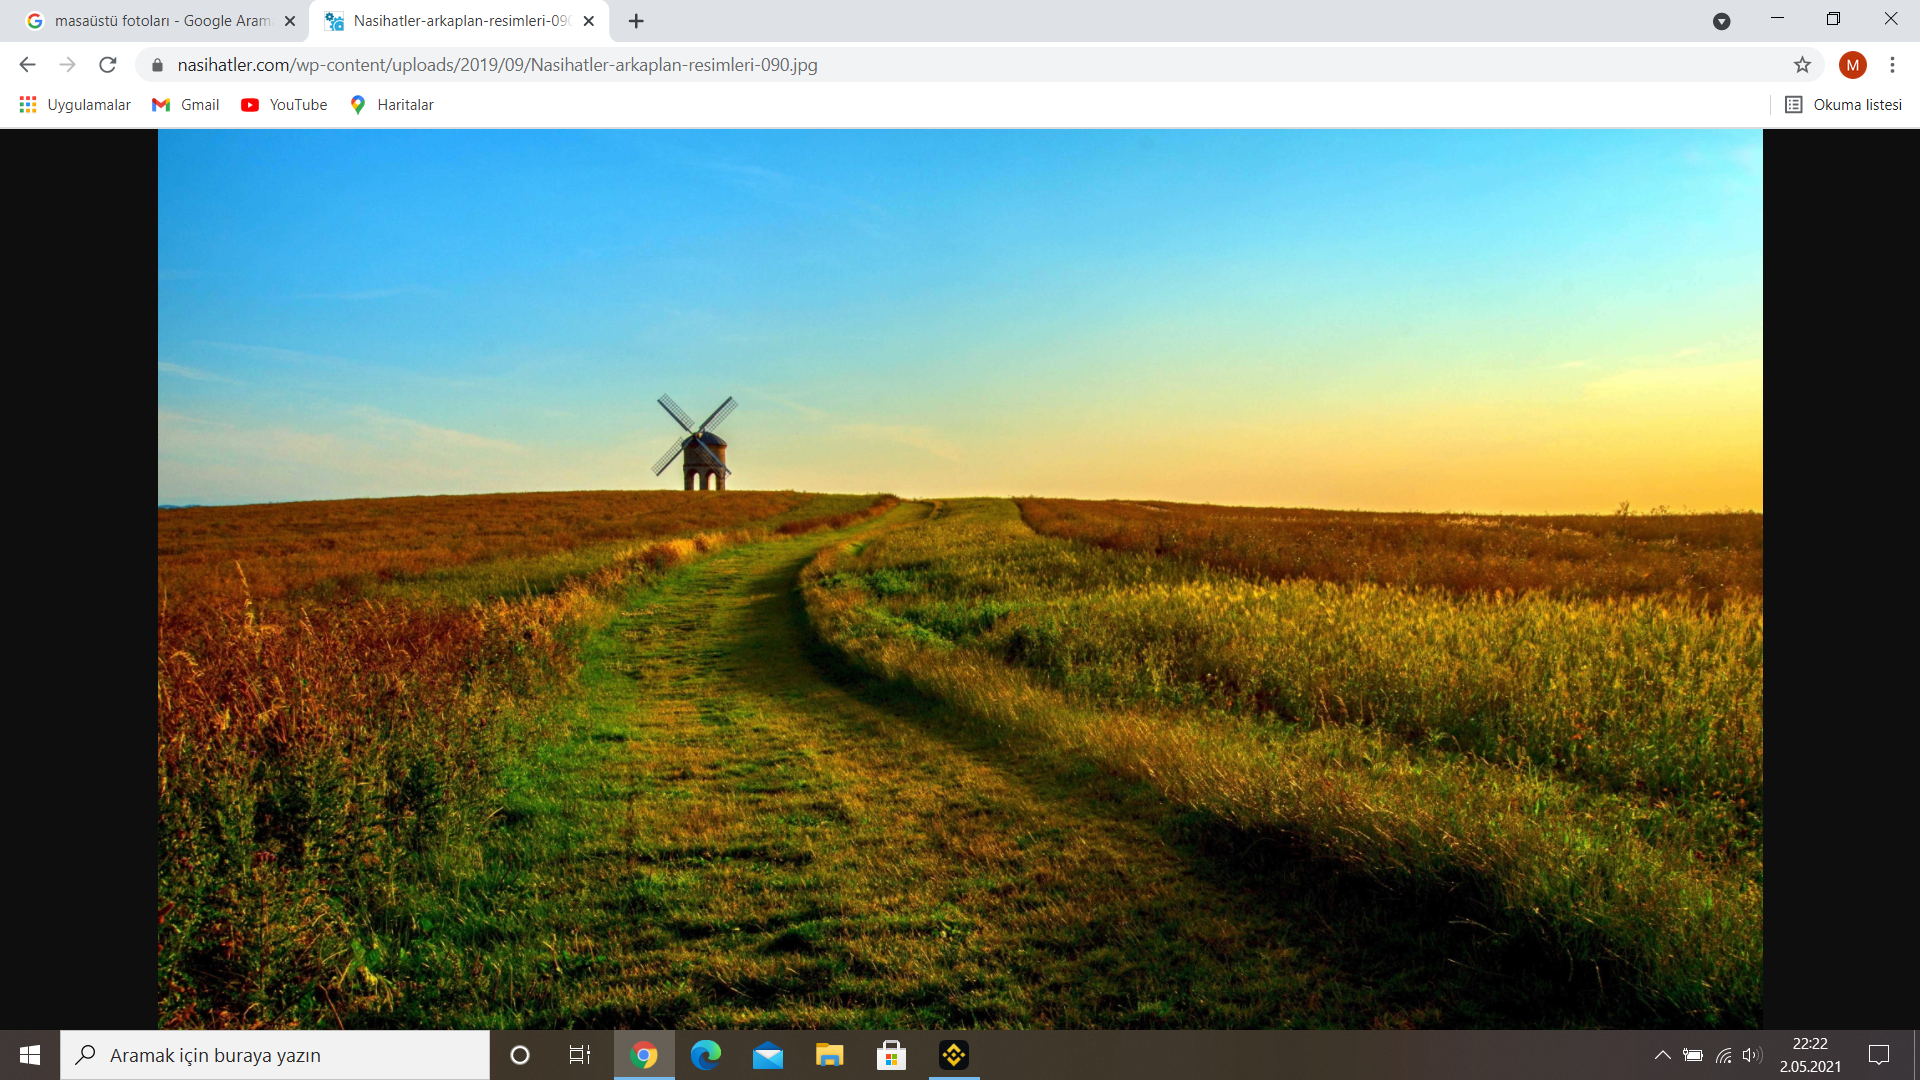 masaüstü fotoları - Google Aram
Nasihatler-arkaplan-resimleri-090
nasihatler.com/wp-content/uploads/2019/09/Nasihatler-arkaplan-resimleri-090.jpg
M
Uygulamalar
Gmail
YouTube
Haritalar
Okuma listesi
Aramak için buraya yazın
22:22
2.05.2021